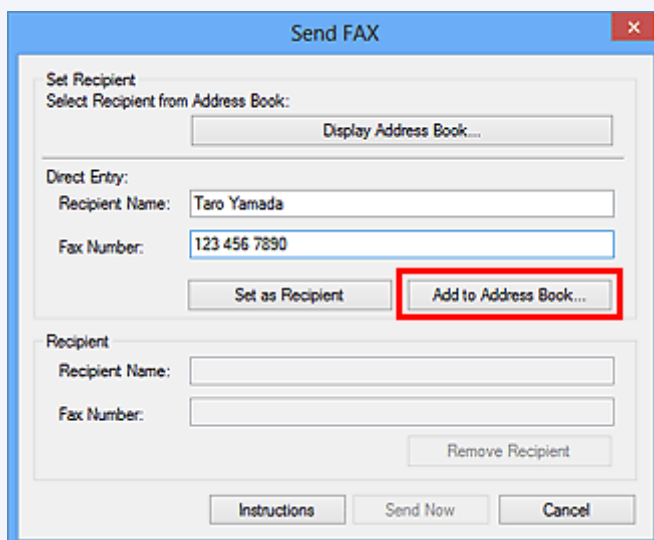 Send FAX
Set Recipient
Select Recipient from Address Book:
Display Address Book...
Direct Entry:
Recipient Name: Taro Yamada
Fax Number: 123 456 7890
Set as Recipient Add to Address Book...
Recipient
Recipient Name:
Fax Number:
Remove Recipient
Instructions Send Now Cancel